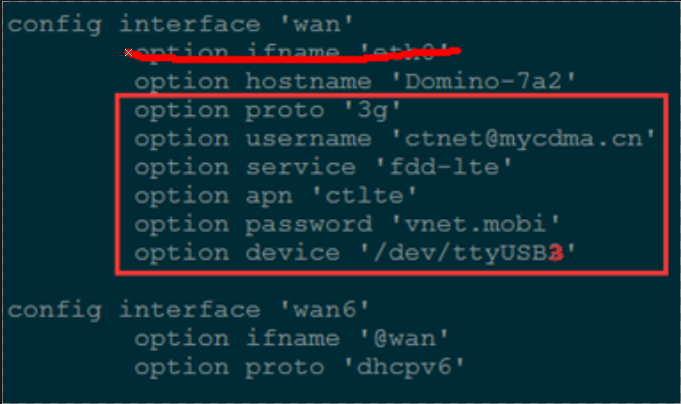 config interface 'wan'
option ifname 'eth0'
option hostname 'Domino-7a2'
option proto '3g'
option username 'ctnet@mycdma.cn'
option service 'fdd-lte'
option apn 'ctlte'
option password 'vnet.mobi'
option device '/dev/ttyUSB3'
config interface 'wan6'
option ifname '@wan'
option proto 'dhcpv6'